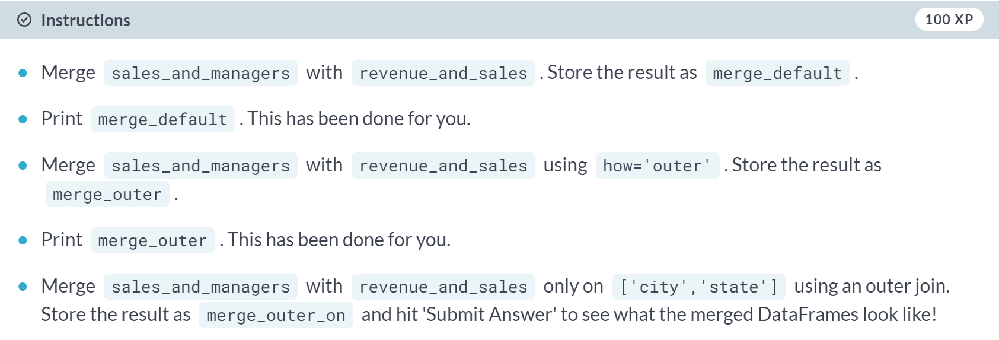 Instructions 100 XP
Merge sales_and_managers with revenue_and_sales . Store the result as merge_default .
Print merge_default . This has been done for you.
Merge sales_and_managers with revenue_and_sales using how='outer' . Store the result as
merge_outer .
Print merge_outer . This has been done for you.
Merge sales_and_managers with revenue_and_sales only on ['city','state'] using an outer join.
Store the result as merge_outer_on and hit 'Submit Answer' to see what the merged DataFrames look like!